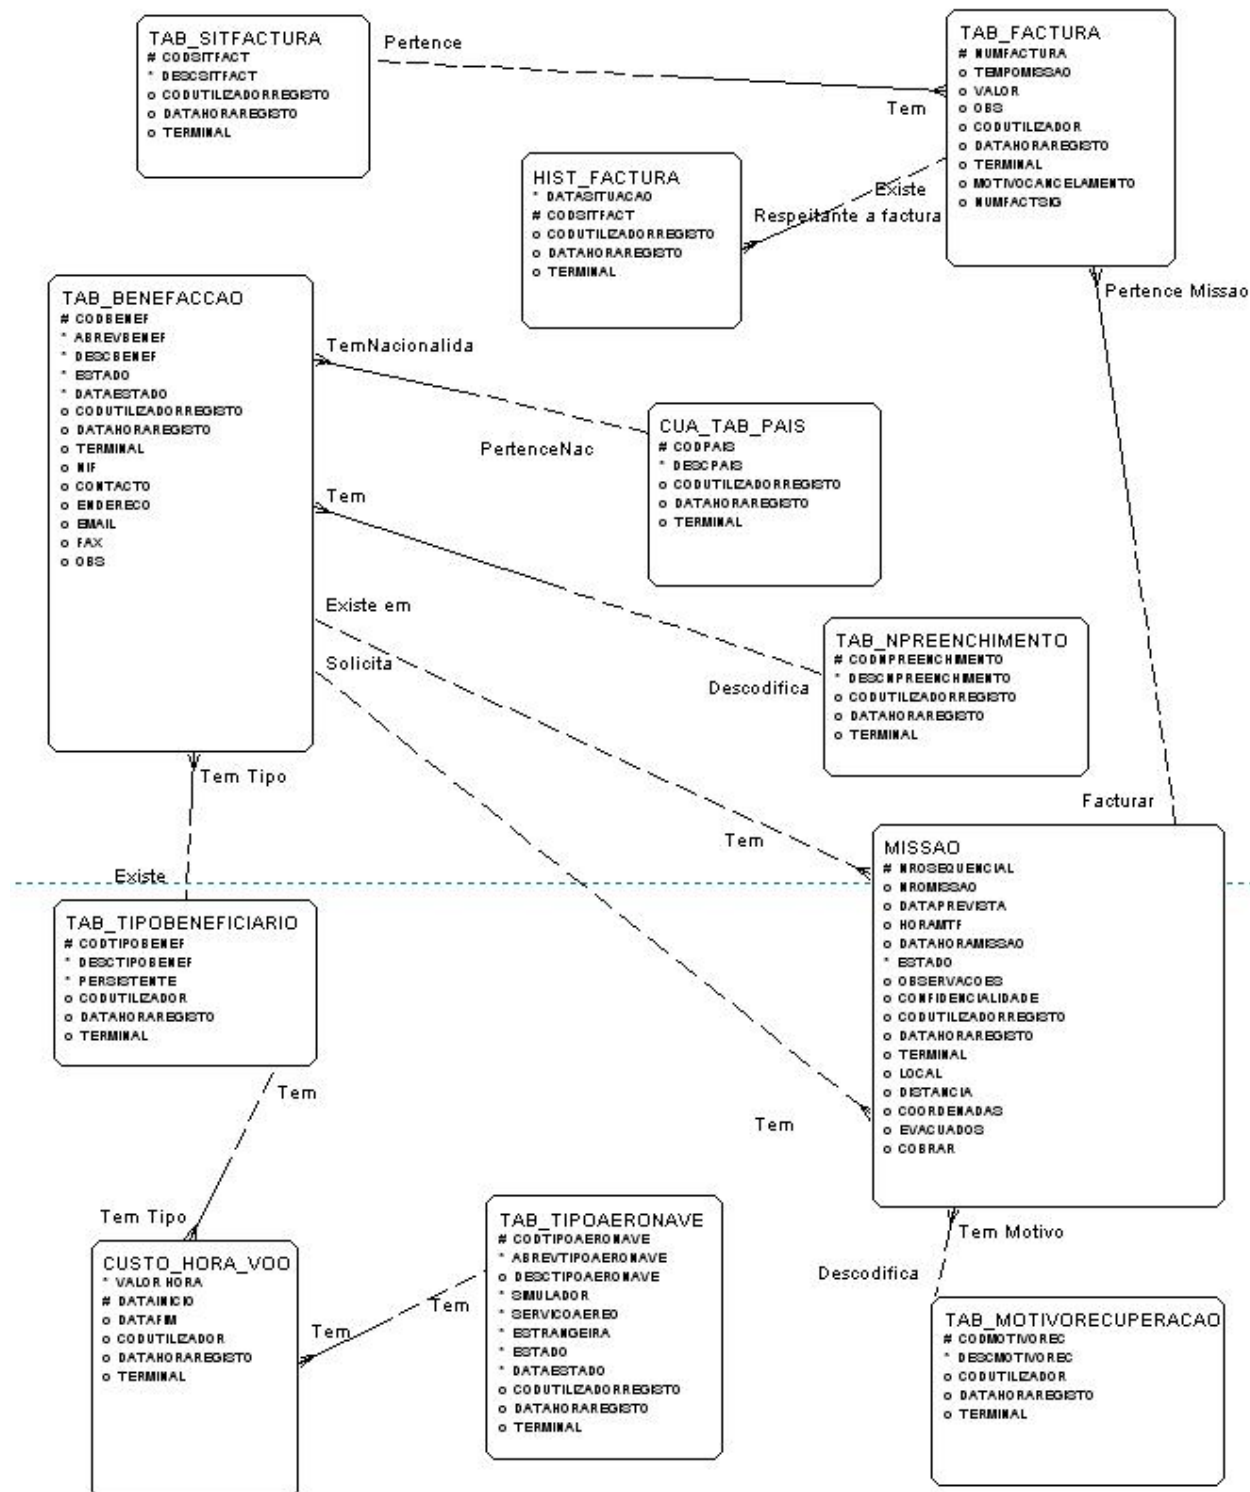 TAB_SITFACTURA
# CODSITFACT
* DESCSITFACT
o CODUTILIZADORREGISTO
o DATAHORAREGISTO
o TERMINAL
Pertence
Tem
TAB_FACTURA
# NUMFACTURA
o TEMPOMISSAO
o VALOR
o OBS
o CODUTILIZADOR
o DATAHORAREGISTO
o TERMINAL
o MOTIVOCANCELAMENTO
o NUMFACTSIG
HIST_FACTURA
* DATASITUACAO
# CODSITFACT
o CODUTILIZADORREGISTO
o DATAHORAREGISTO
o TERMINAL
Existe
Respeitante a factura
Pertence Missao
TAB_BENEFACCAO
# CODBENEF
* ABREVBENEF
* DESCBENEF
* ESTADO
* DATAESTADO
o CODUTILIZADORREGISTO
o DATAHORAREGISTO
o TERMINAL
o NIF
o CONTACTO
o ENDERECO
o EMAIL
o FAX
o OBS
TemNacionalida
PertenceNac
CUA_TAB_PAIS
# CODPAIS
* DESCPAIS
o CODUTILIZADORREGISTO
o DATAHORAREGISTO
o TERMINAL
Tem
Descodifica
TAB_NPREENCHIMENTO
# CODNPREENCHIMENTO
* DESCNPREENCHIMENTO
o CODUTILIZADORREGISTO
o DATAHORAREGISTO
o TERMINAL
Existe em
Solicita
Tem Tipo
Existe
Tem
Facturar
MISSAO
# NROSEQUENCIAL
o NROMISSAO
o DATAPREVISTA
o HORAMTF
o DATAHORAMISSAO
* ESTADO
o OBSERVACOES
o CONFIDENCIALIDADE
o CODUTILIZADORREGISTO
o DATAHORAREGISTO
o TERMINAL
o LOCAL
o DISTANCIA
o COORDENADAS
o EVACUADOS
o COBRAR
TAB_TIPOBENEFICIARIO
# CODTIPOBENEF
* DESCTIPOBENEF
* PERSISTENTE
o CODUTILIZADOR
o DATAHORAREGISTO
o TERMINAL
Tem
Tem
Tem Tipo
CUSTO_HORA_VOO
* VALOR HORA
# DATAINICIO
o DATAFIM
o CODUTILIZADOR
o DATAHORAREGISTO
o TERMINAL
Tem
Tem
TAB_TIPOAERONAVE
# CODTIPOAERONAVE
* ABREVTIPOAERONAVE
o DESCTIPOAERONAVE
* SIMULADOR
* SERVICOAEREO
* ESTRANGEIRA
* ESTADO
* DATAESTADO
o CODUTILIZADORREGISTO
o DATAHORAREGISTO
o TERMINAL
Tem Motivo
Descodifica
TAB_MOTIVORECUPERACAO
# CODMOTIVOREC
* DESCMOTIVOREC
o CODUTILIZADOR
o DATAHORAREGISTO
o TERMINAL